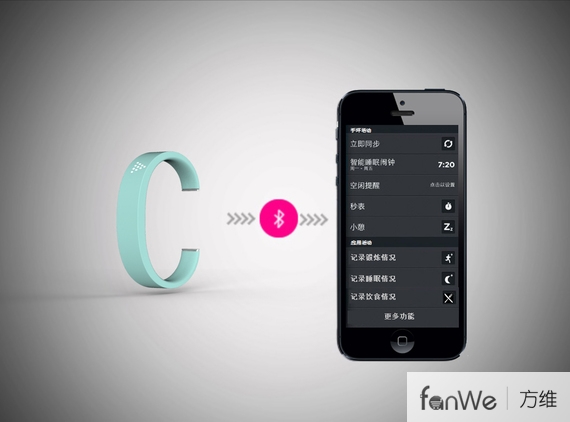 手环活动
立即同步
智能睡眠闹钟 7:20
周一 - 周五
空闲提醒 点击以设置
秒表
小憩 Zz
应用活动
记录锻炼情况
记录睡眠情况
记录饮食情况
更多功能
fanWe 方维